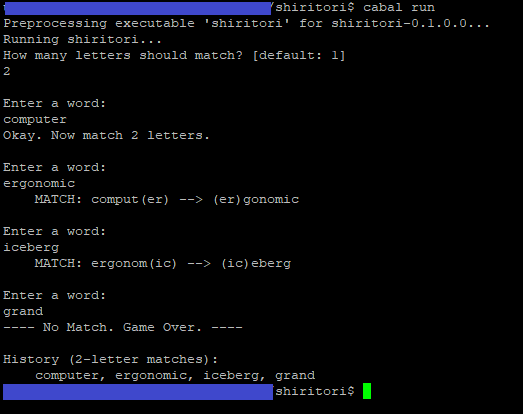 /shiritori$ cabal run
Preprocessing executable 'shiritori' for shiritori-0.1.0.0...
Running shiritori...
How many letters should match? [default: 1]
2
Enter a word:
computer
Okay. Now match 2 letters.
Enter a word:
ergonomic
MATCH: comput(er) --> (er)gonomic
Enter a word:
iceberg
MATCH: ergonom(ic) --> (ic)eberg
Enter a word:
grand
---- No Match. Game Over. ----
History (2-letter matches):
computer, ergonomic, iceberg, grand
shiritori$